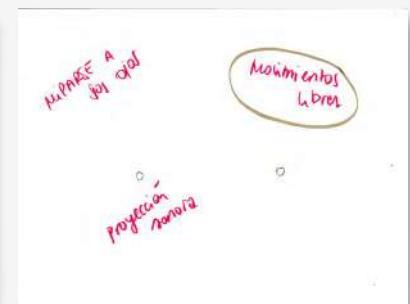 MIRARSE A
los ojos
Movimientos
libres
proyección
sonora